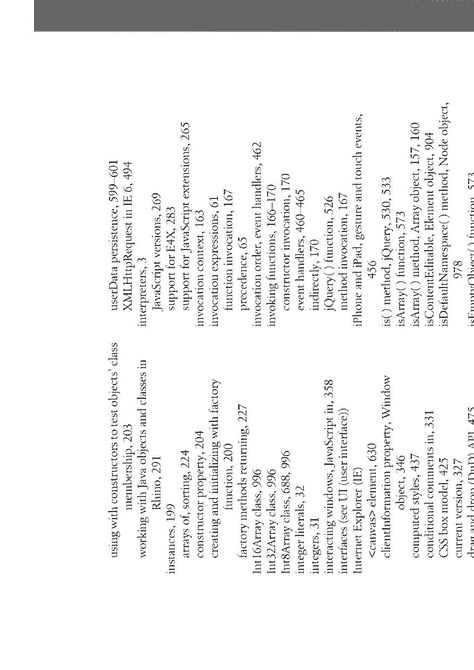 using with constructors to test objects' class
membership, 203
working with Java objects and classes in
Rhino, 291
instances, 199
arrays of, sorting, 224
constructor property, 204
creating and initializing with factory
function, 200
factory methods returning, 227
Int16Array class, 996
Int32Array class, 996
Int8Array class, 688, 996
integer literals, 32
integers, 31
interacting windows, JavaScript in, 358
interfaces (see UI (user interface))
Internet Explorer (IE)
<canvas> element, 630
clientInformation property, Window
object, 346
computed styles, 437
conditional comments in, 331
CSS box model, 425
current version, 327
drag and drop (DnD) API, 475
userData persistence, 599–601
XMLHttpRequest in IE 6, 494
interpreters, 3
JavaScript versions, 269
support for E4X, 283
support for JavaScript extensions, 265
invocation context, 163
invocation expressions, 61
function invocation, 167
precedence, 65
invocation order, event handlers, 462
invoking functions, 166–170
constructor invocation, 170
event handlers, 460–465
indirectly, 170
jQuery( ) function, 526
method invocation, 167
iPhone and iPad, gesture and touch events,
456
is( ) method, jQuery, 530, 533
isArray( ) function, 573
isArray( ) method, Array object, 157, 160
isContentEditable, Element object, 904
isDefaultNamespace( ) method, Node object,
978
isEmptyObject( ) function, 573